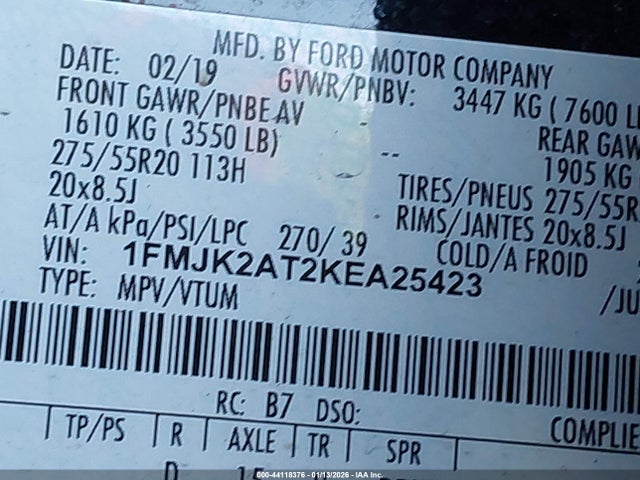 MFD. BY FORD MOTOR COMPANY
DATE: 02/19 GVWR/PNBV: 3447 KG ( 7600 L
FRONT GAWR/PNBE AV REAR GAW
1610 KG ( 3550 LB) -- 1905 KG
275/55R20 113H TIRES/PNEUS 275/55R
20x8.5J RIMS/JANTES 20x8.5J
AT/A kPa/PSI/LPC 270/ 39 COLD/A FROID
VIN: 1FMJK2AT2KEA25423
TYPE: MPV/VTUM /JU
RC: B7 DSO:
TP/PS R AXLE TR SPR COMPLIE
D 15
000-44118376 - 01/13/2026 - IAA Inc.